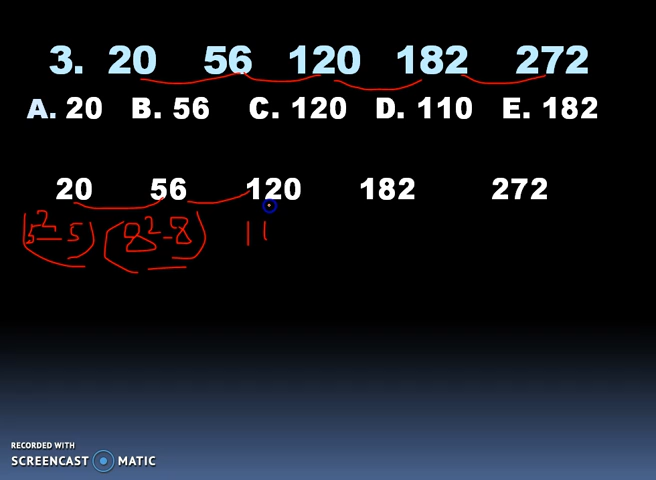 3. 20 56 120 182 272
A. 20 B. 56 C. 120 D. 110 E. 182
20 56 120 182 272
(5²-5) (8²-8) 11
RECORDED WITH
SCREENCAST MATIC